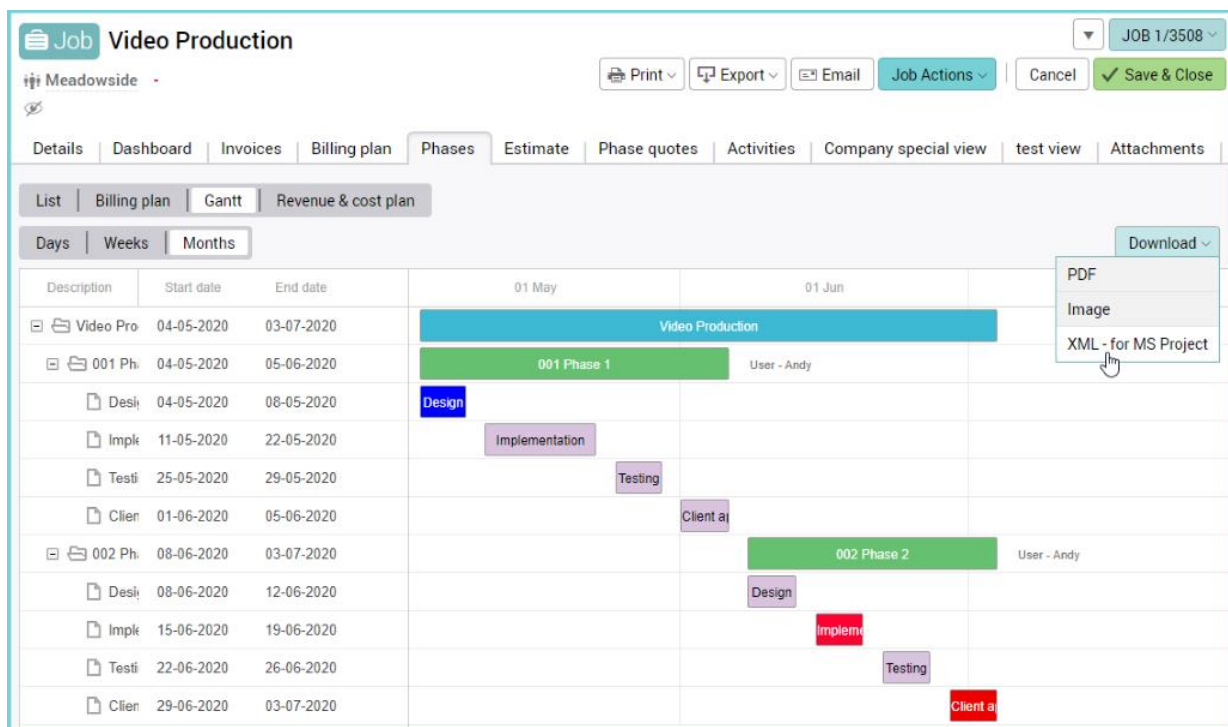 Job Video Production
JOB 1/3508
Meadowside -
Print Export Email Job Actions Cancel Save & Close
Details Dashboard Invoices Billing plan Phases Estimate Phase quotes Activities Company special view test view Attachments
List Billing plan Gantt Revenue & cost plan
Days Weeks Months
Download
PDF
Image
XML - for MS Project
Description Start date End date 01 May 01 Jun
Video Pro 04-05-2020 03-07-2020 Video Production
001 Ph 04-05-2020 05-06-2020 001 Phase 1 User - Andy
Desi 04-05-2020 08-05-2020 Design
Imple 11-05-2020 22-05-2020 Implementation
Testi 25-05-2020 29-05-2020 Testing
Clien 01-06-2020 05-06-2020 Client a
002 Ph 08-06-2020 03-07-2020 002 Phase 2 User - Andy
Desi 08-06-2020 12-06-2020 Design
Imple 15-06-2020 19-06-2020 Impleme
Testi 22-06-2020 26-06-2020 Testing
Clien 29-06-2020 03-07-2020 Client a